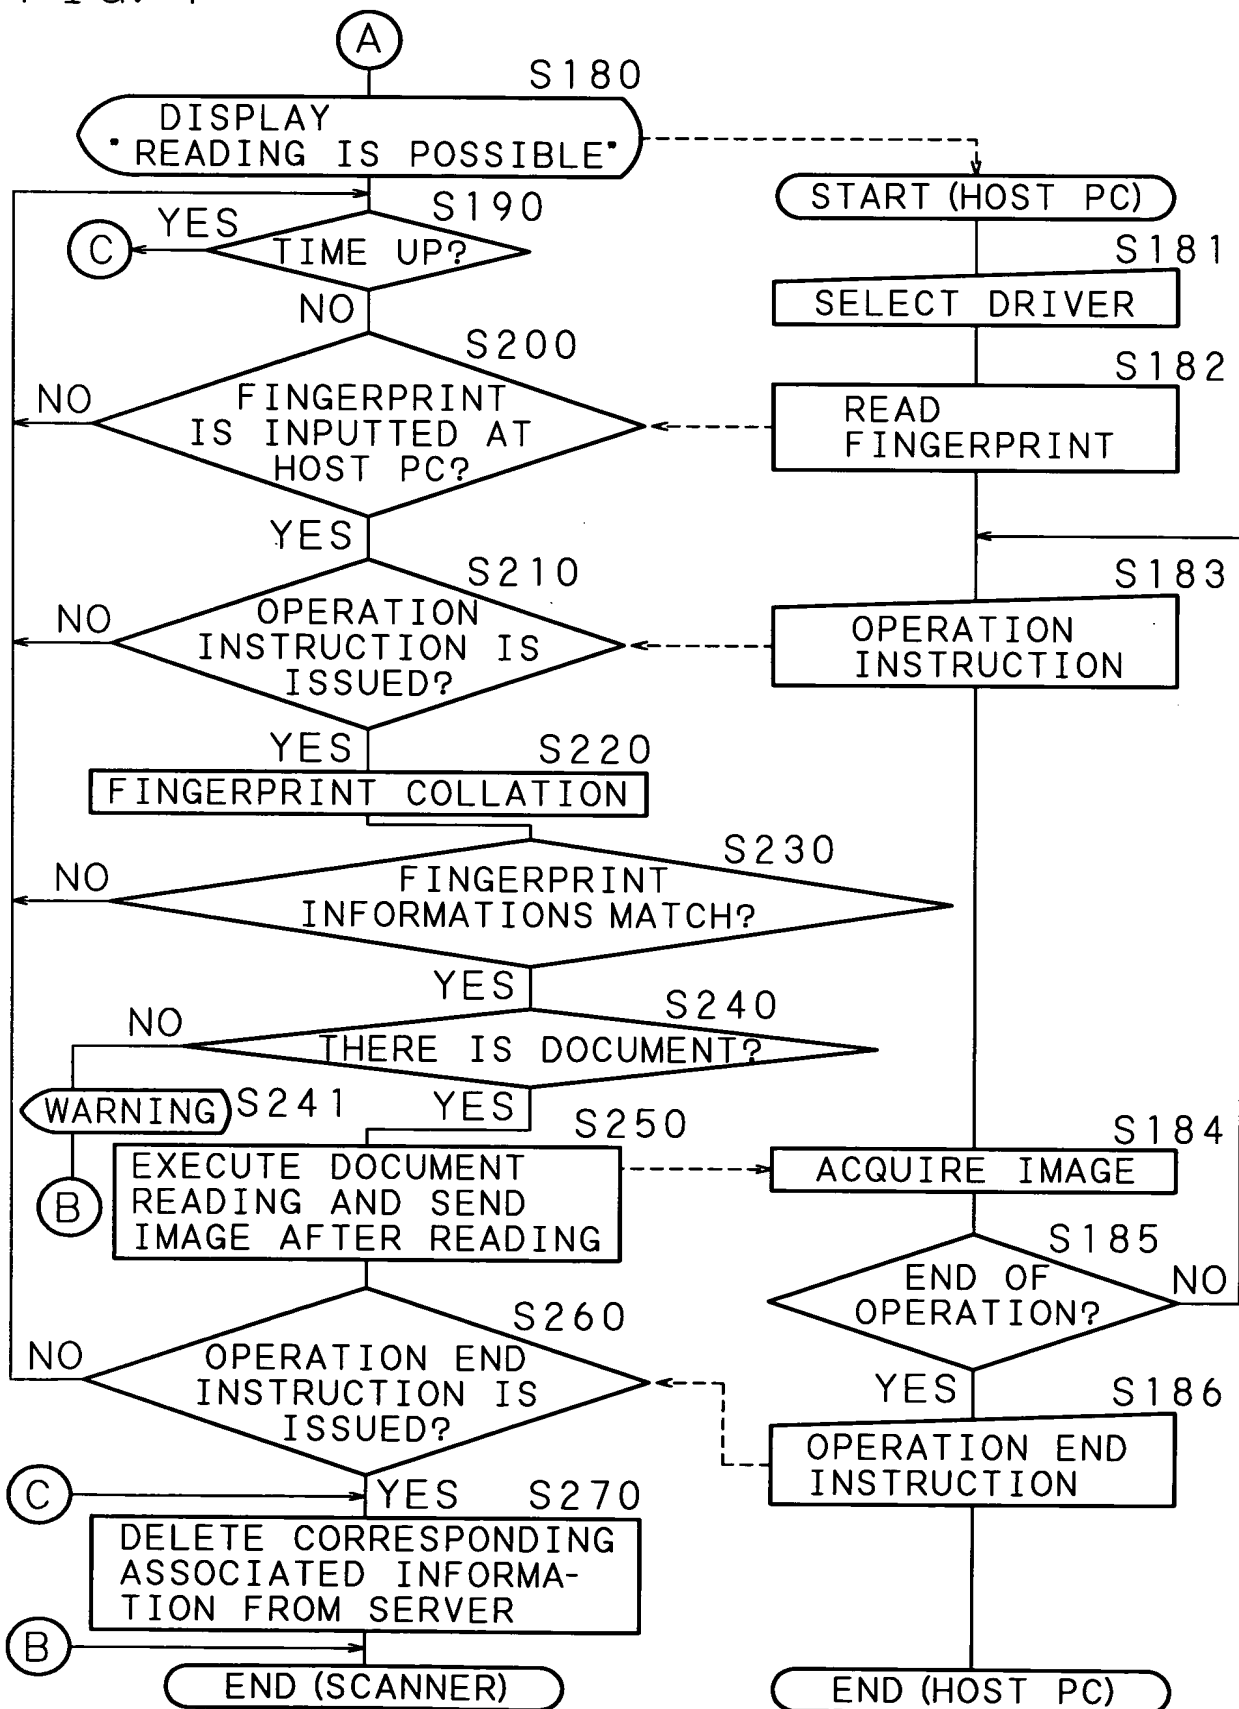 A
S180
DISPLAY
"READING IS POSSIBLE"
START (HOST PC)
S190
YES
C
TIME UP?
NO
S181
SELECT DRIVER
S200
FINGERPRINT
IS INPUTTED AT
HOST PC?
NO
YES
S182
READ
FINGERPRINT
S210
OPERATION
INSTRUCTION IS
ISSUED?
NO
YES
S183
OPERATION
INSTRUCTION
S220
FINGERPRINT COLLATION
S230
FINGERPRINT
INFORMATIONS MATCH?
NO
YES
S240
THERE IS DOCUMENT?
NO
YES
WARNING
S241
B
S250
EXECUTE DOCUMENT
READING AND SEND
IMAGE AFTER READING
S184
ACQUIRE IMAGE
S185
END OF
OPERATION?
NO
YES
S260
OPERATION END
INSTRUCTION IS
ISSUED?
NO
YES
S186
OPERATION END
INSTRUCTION
C
S270
DELETE CORRESPONDING
ASSOCIATED INFORMA-
TION FROM SERVER
B
END (SCANNER)
END (HOST PC)